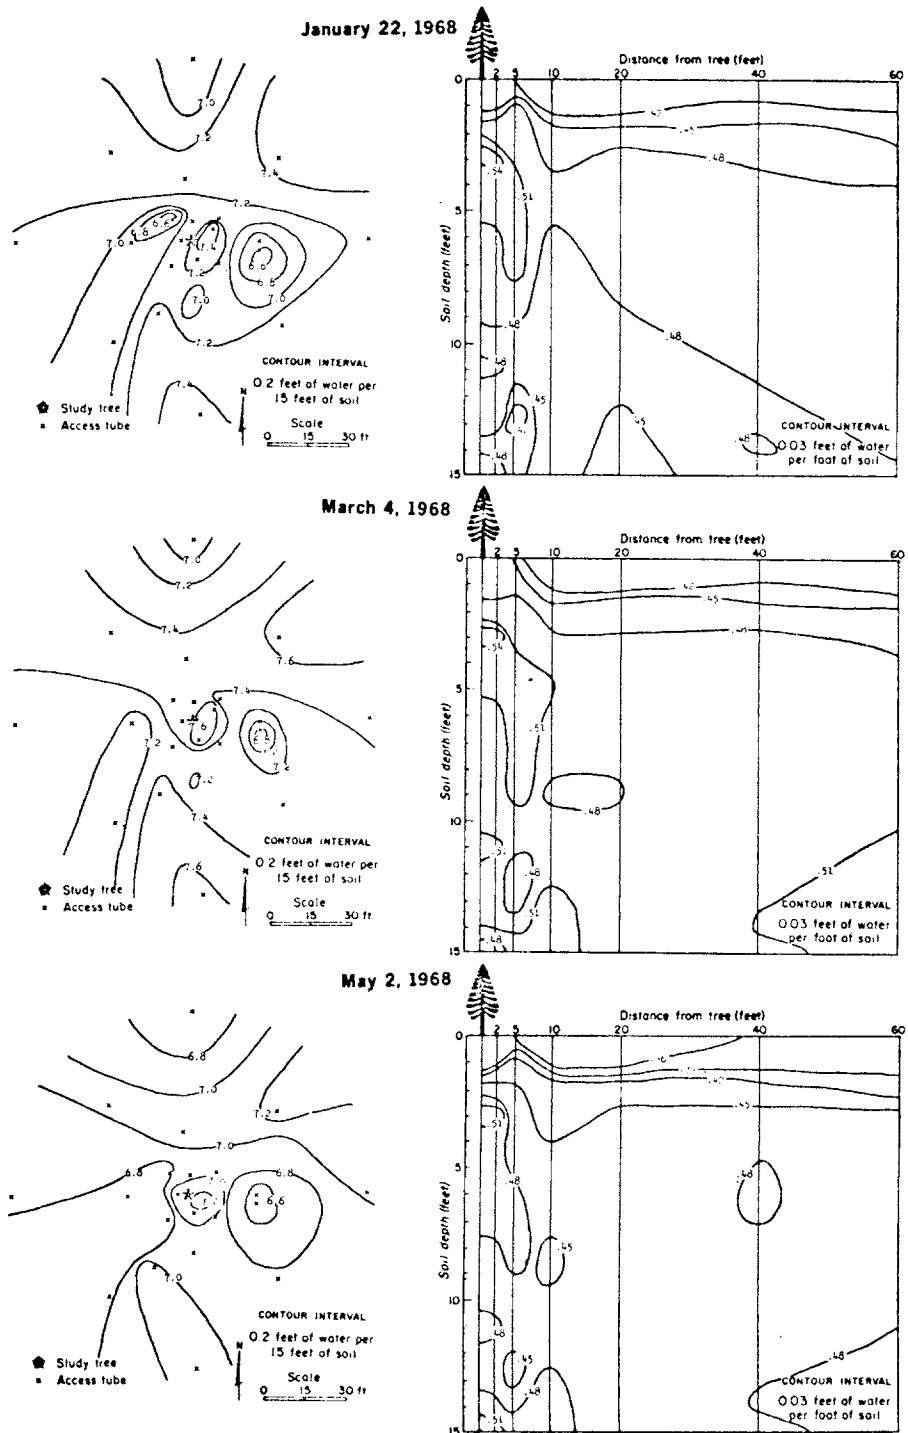 January 22, 1968
7.0
7.2
7.4
7.2
7.0
6.8
6.6
7.4
7.2
7.0
6.6
6.8
7.0
7.2
7.4
CONTOUR INTERVAL
0.2 feet of water per
15 feet of soil
N
Study tree
Access tube
Scale
0 15 30 ft
Distance from tree (feet)
0 2 5 10 20 40 60
Soil depth (feet)
5
10
15
.42
.45
.48
.54
.51
.48
.48
.48
.45
.45
.48
.48
CONTOUR INTERVAL
0.03 feet of water
per foot of soil
March 4, 1968
7.0
7.2
7.4
7.6
7.4
7.2
7.6
7.2
7.4
7.6
CONTOUR INTERVAL
0.2 feet of water per
15 feet of soil
Study tree
Access tube
Scale
0 15 30 ft.
Distance from tree (feet)
0 2 5 10 20 40 60
Soil depth (feet)
5
10
15
.42
.45
.48
.54
.51
.48
.51
.48
.51
.48
.51
CONTOUR INTERVAL
0.03 feet of water
per foot of soil
May 2, 1968
6.8
7.0
7.2
7.0
6.8
6.8
6.6
7.0
CONTOUR INTERVAL
0.2 feet of water per
15 feet of soil
N
Study tree
Access tube
Scale
0 15 30 ft
Distance from tree (feet)
0 2 5 10 20 40 60
Soil depth (feet)
5
10
15
.45
.51
.48
.48
.45
.48
.45
.48
.51
.48
CONTOUR INTERVAL
0.03 feet of water
per foot of soil